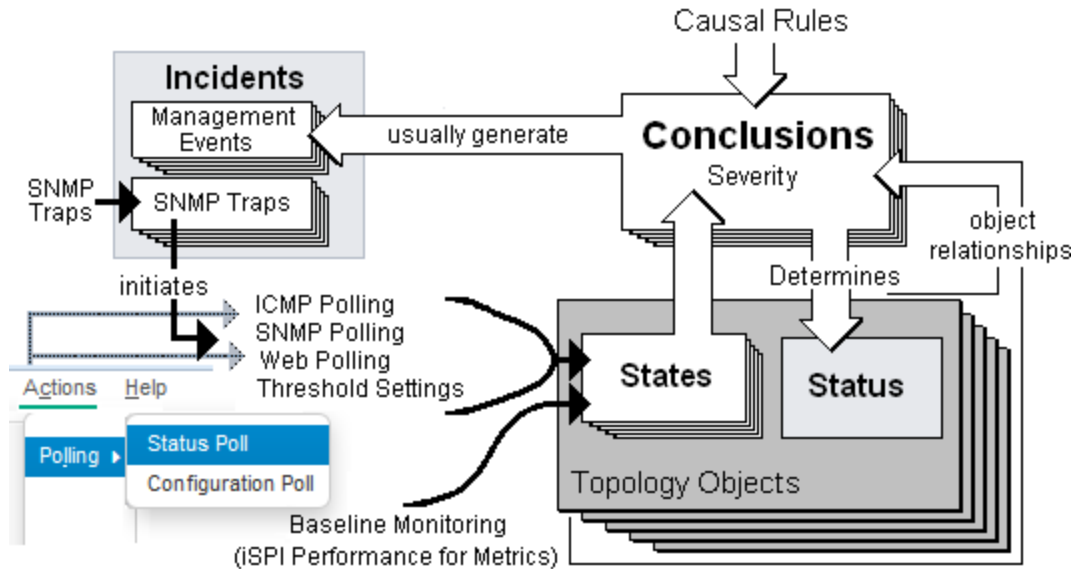 Causal Rules
Incidents
Management
Events
usually generate
Conclusions
Severity
SNMP
Traps
SNMP Traps
object
relationships
initiates
Determines
ICMP Polling
SNMP Polling
Web Polling
Threshold Settings
States
Status
Actions
Help
Polling
Status Poll
Configuration Poll
Topology Objects
Baseline Monitoring
(iSPI Performance for Metrics)